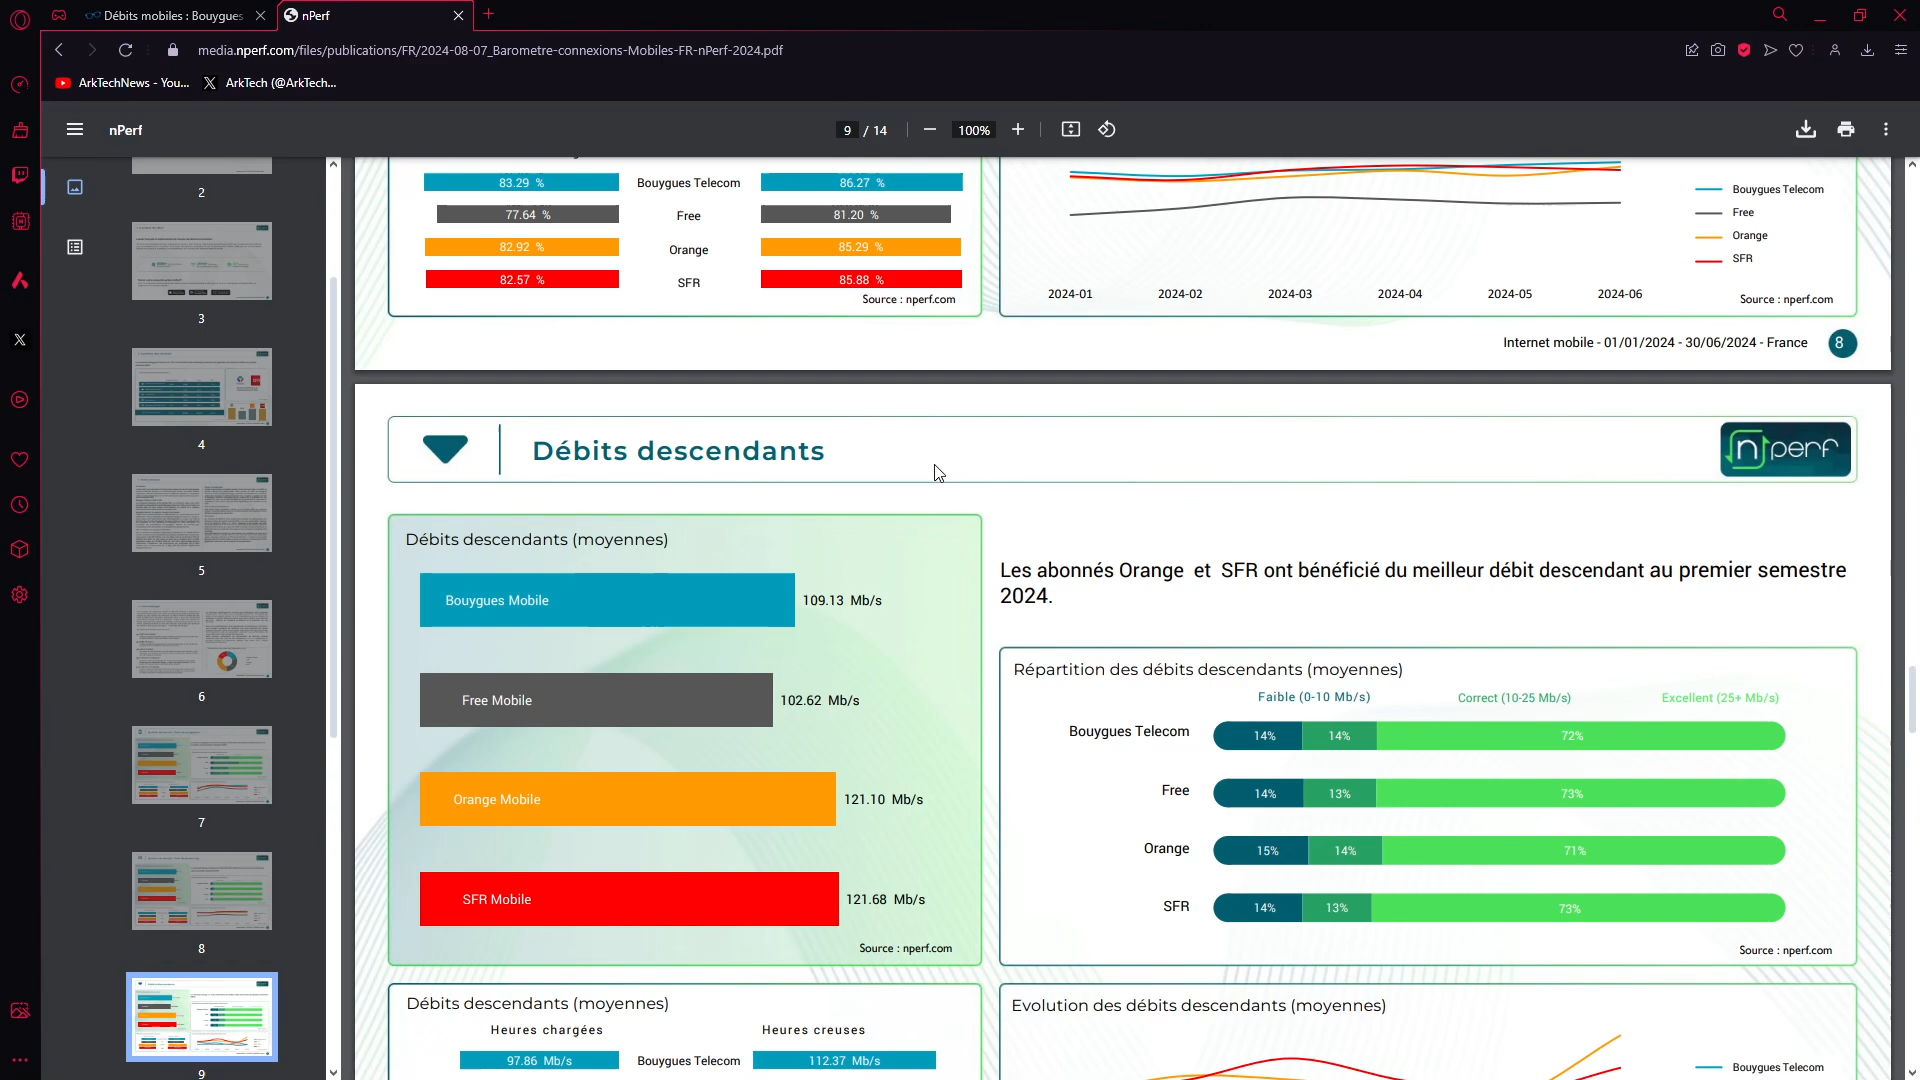 Débits mobiles : Bouygues
nPerf
media.nperf.com/files/publications/FR/2024-08-07_Barometre-connexions-Mobiles-FR-nPerf-2024.pdf
ArkTechNews - You...
ArkTech (@ArkTech...
nPerf
9 / 14
100%
2
3
4
5
6
7
8
9
83.29 % Bouygues Telecom 86.27 %
77.64 % Free 81.20 %
82.92 % Orange 85.29 %
82.57 % SFR 85.88 %
Source : nperf.com
Bouygues Telecom
Free
Orange
SFR
2024-01 2024-02 2024-03 2024-04 2024-05 2024-06
Source : nperf.com
Internet mobile - 01/01/2024 - 30/06/2024 - France 8
Débits descendants
nperf
Débits descendants (moyennes)
Bouygues Mobile 109.13 Mb/s
Free Mobile 102.62 Mb/s
Orange Mobile 121.10 Mb/s
SFR Mobile 121.68 Mb/s
Source : nperf.com
Les abonnés Orange et SFR ont bénéficié du meilleur débit descendant au premier semestre
2024.
Répartition des débits descendants (moyennes)
Faible (0-10 Mb/s) Correct (10-25 Mb/s) Excellent (25+ Mb/s)
Bouygues Telecom 14% 14% 72%
Free 14% 13% 73%
Orange 15% 14% 71%
SFR 14% 13% 73%
Source : nperf.com
Débits descendants (moyennes)
Heures chargées Heures creuses
97.86 Mb/s Bouygues Telecom 112.37 Mb/s
Evolution des débits descendants (moyennes)
Bouygues Telecom